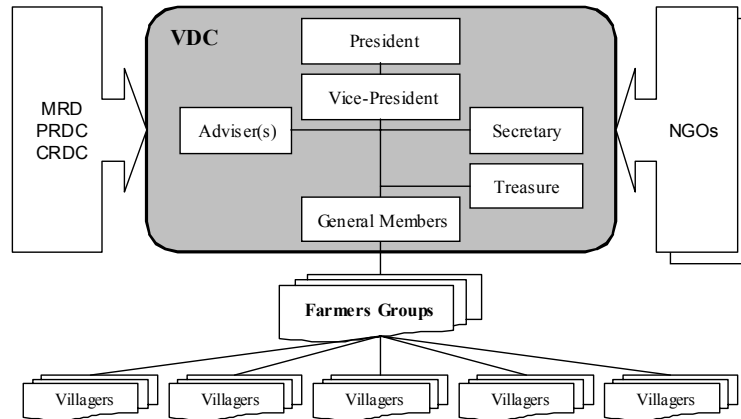 VDC
President
Vice-President
MRD
PRDC
CRDC
Adviser(s)
Secretary
NGOs
Treasure
General Members
Farmers Groups
Villagers
Villagers
Villagers
Villagers
Villagers